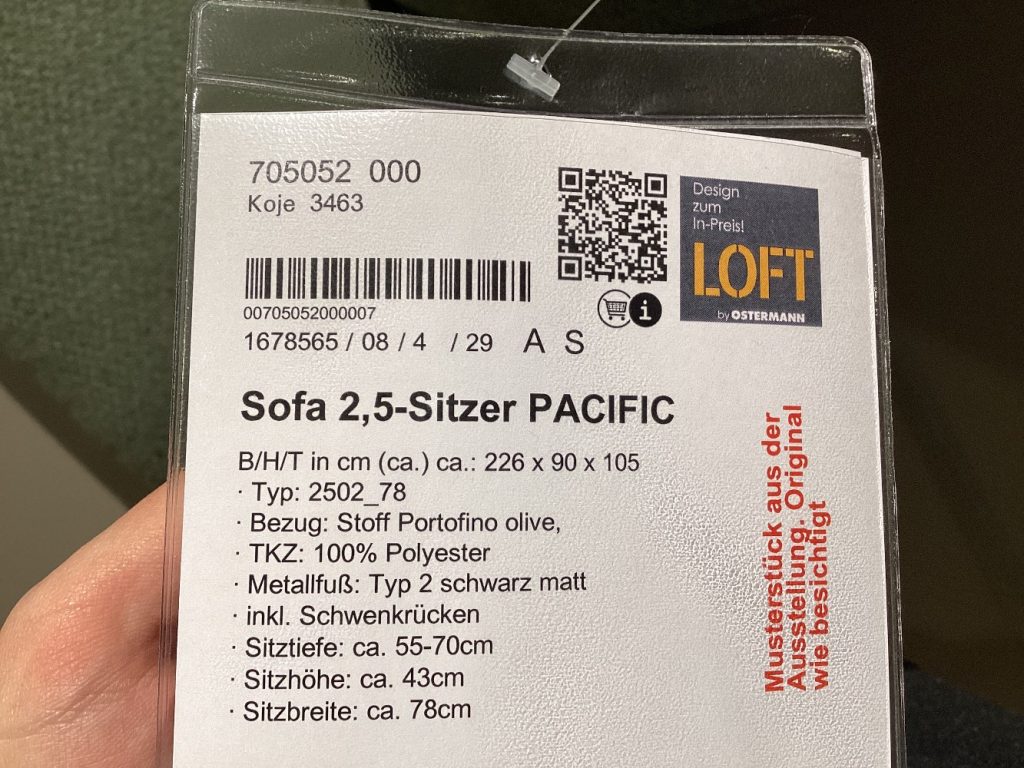 705052 000
Koje 3463
00705052000007
1678565 / 08 / 4 / 29 A S
Design
zum
In-Preis!
LOFT
by OSTERMANN
Sofa 2,5-Sitzer PACIFIC
B/H/T in cm (ca.) ca.: 226 x 90 x 105
· Typ: 2502_78
· Bezug: Stoff Portofino olive,
· TKZ: 100% Polyester
· Metallfuß: Typ 2 schwarz matt
· inkl. Schwenkrücken
· Sitztiefe: ca. 55-70cm
· Sitzhöhe: ca. 43cm
· Sitzbreite: ca. 78cm
Musterstück aus der
Ausstellung. Original
wie besichtigt